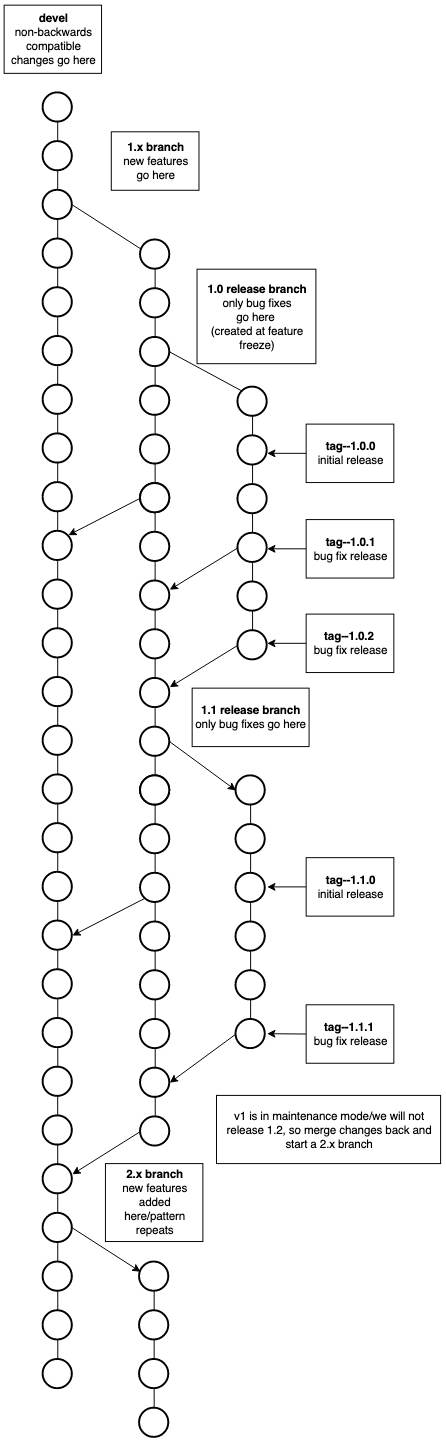 devel
non-backwards
compatible
changes go here
1.x branch
new features
go here
1.0 release branch
only bug fixes
go here
(created at feature
freeze)
tag--1.0.0
initial release
tag--1.0.1
bug fix release
tag–1.0.2
bug fix release
1.1 release branch
only bug fixes go here
tag--1.1.0
initial release
tag–1.1.1
bug fix release
v1 is in maintenance mode/we will not
release 1.2, so merge changes back and
start a 2.x branch
2.x branch
new features
added
here/pattern
repeats